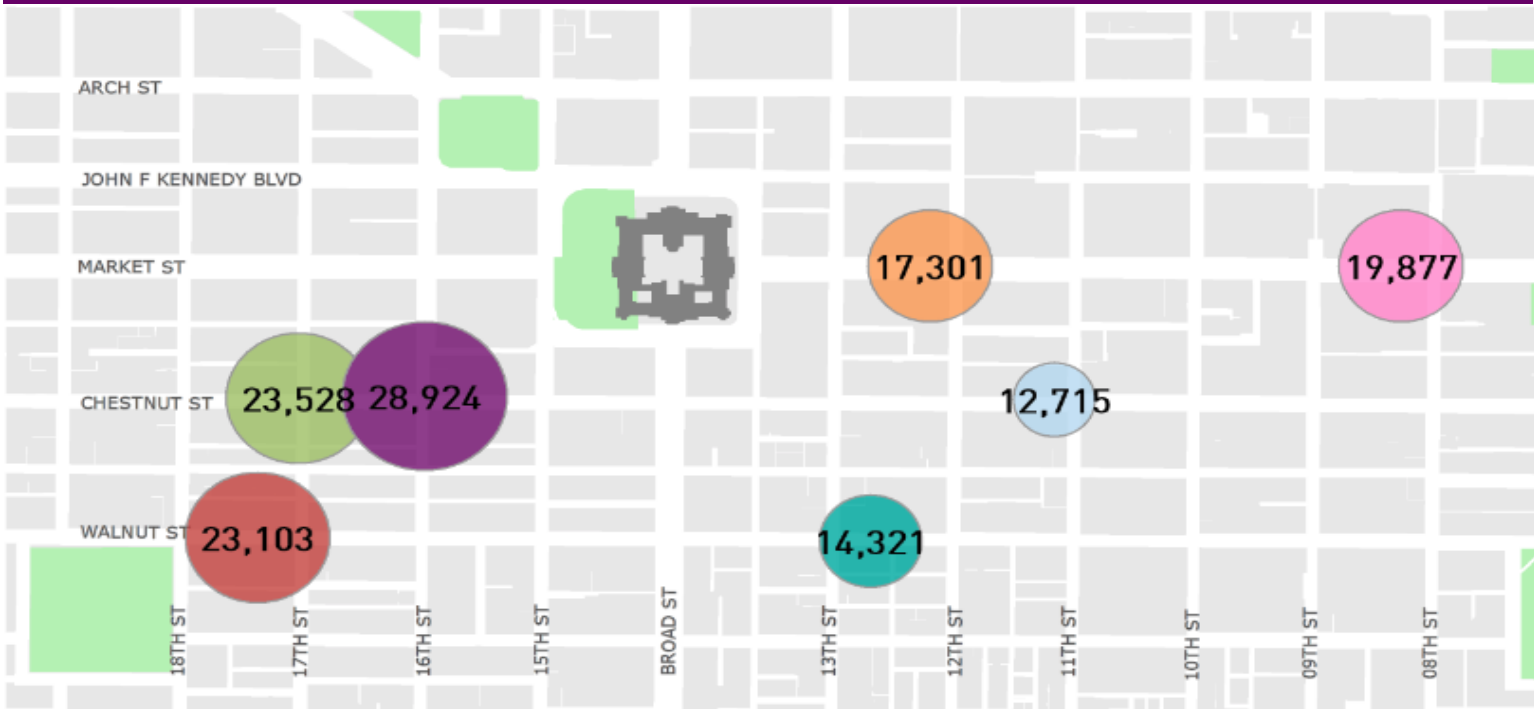 ARCH ST
JOHN F KENNEDY BLVD
MARKET ST
17,301
19,877
CHESTNUT ST
23,528
28,924
12,715
WALNUT ST
23,103
14,321
18TH ST
17TH ST
16TH ST
15TH ST
BROAD ST
13TH ST
12TH ST
11TH ST
10TH ST
09TH ST
08TH ST